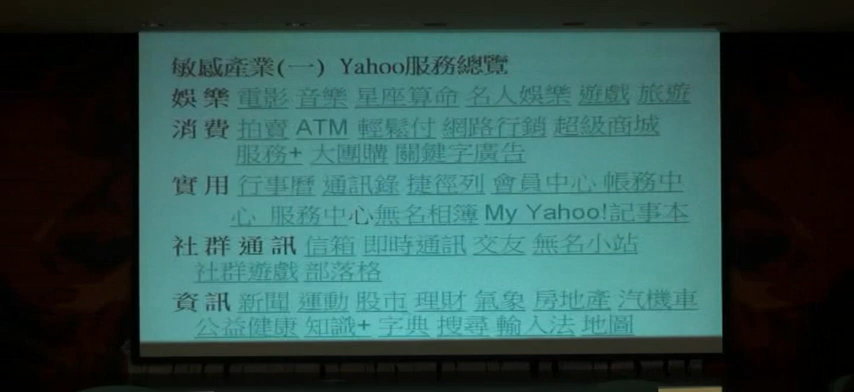 敏感產業(一) Yahoo服務總覽
娛樂 電影 音樂 星座算命 名人娛樂 遊戲 旅遊
消費 拍賣 ATM 輕鬆付 網路行銷 超級商城
服務+ 大團購 關鍵字廣告
實用 行事曆 通訊錄 捷徑列 會員中心 帳務中
心 服務中心無名相簿 My Yahoo!記事本
社群通訊 信箱 即時通訊 交友 無名小站
社群遊戲 部落格
資訊 新聞 運動 股市 理財 氣象 房地產 汽機車
公益健康 知識+ 字典 搜尋 輸入法 地圖